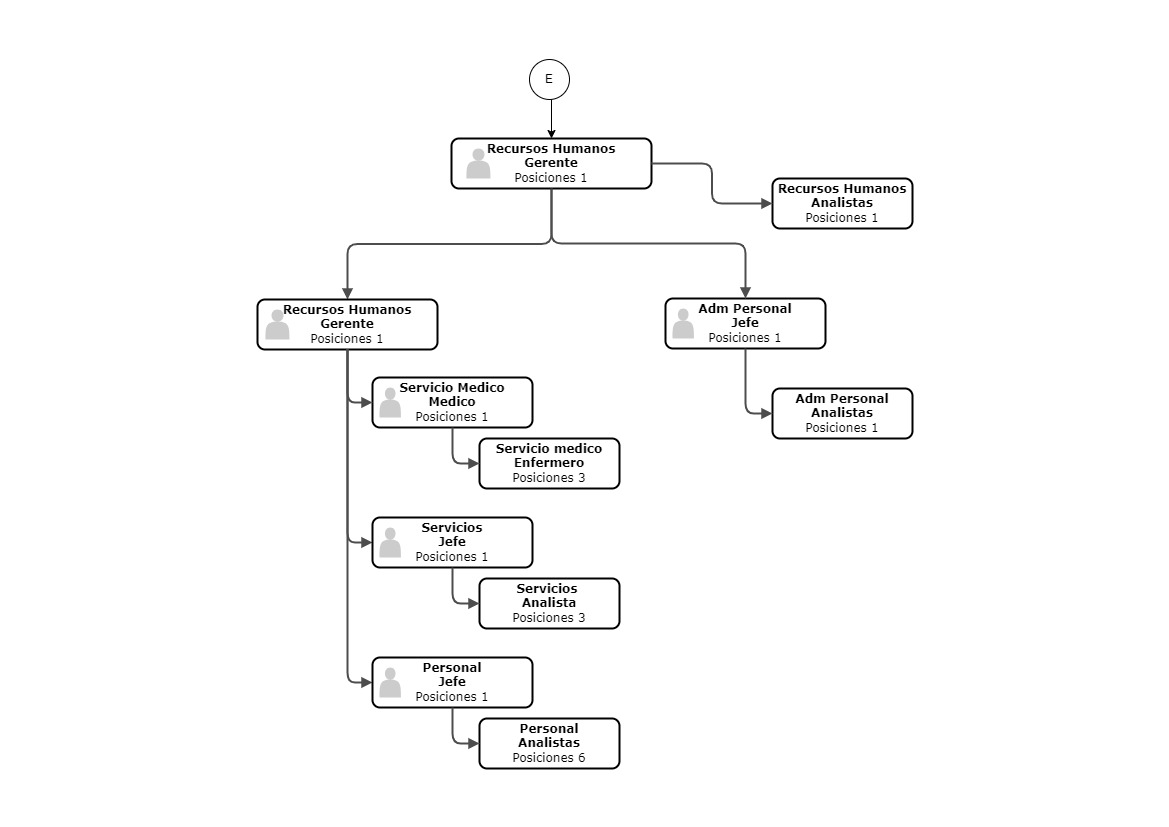 E
Recursos Humanos
Gerente
Posiciones 1
Recursos Humanos
Analistas
Posiciones 1
Recursos Humanos
Gerente
Posiciones 1
Adm Personal
Jefe
Posiciones 1
Servicio Medico
Medico
Posiciones 1
Adm Personal
Analistas
Posiciones 1
Servicio medico
Enfermero
Posiciones 3
Servicios
Jefe
Posiciones 1
Servicios
Analista
Posiciones 3
Personal
Jefe
Posiciones 1
Personal
Analistas
Posiciones 6